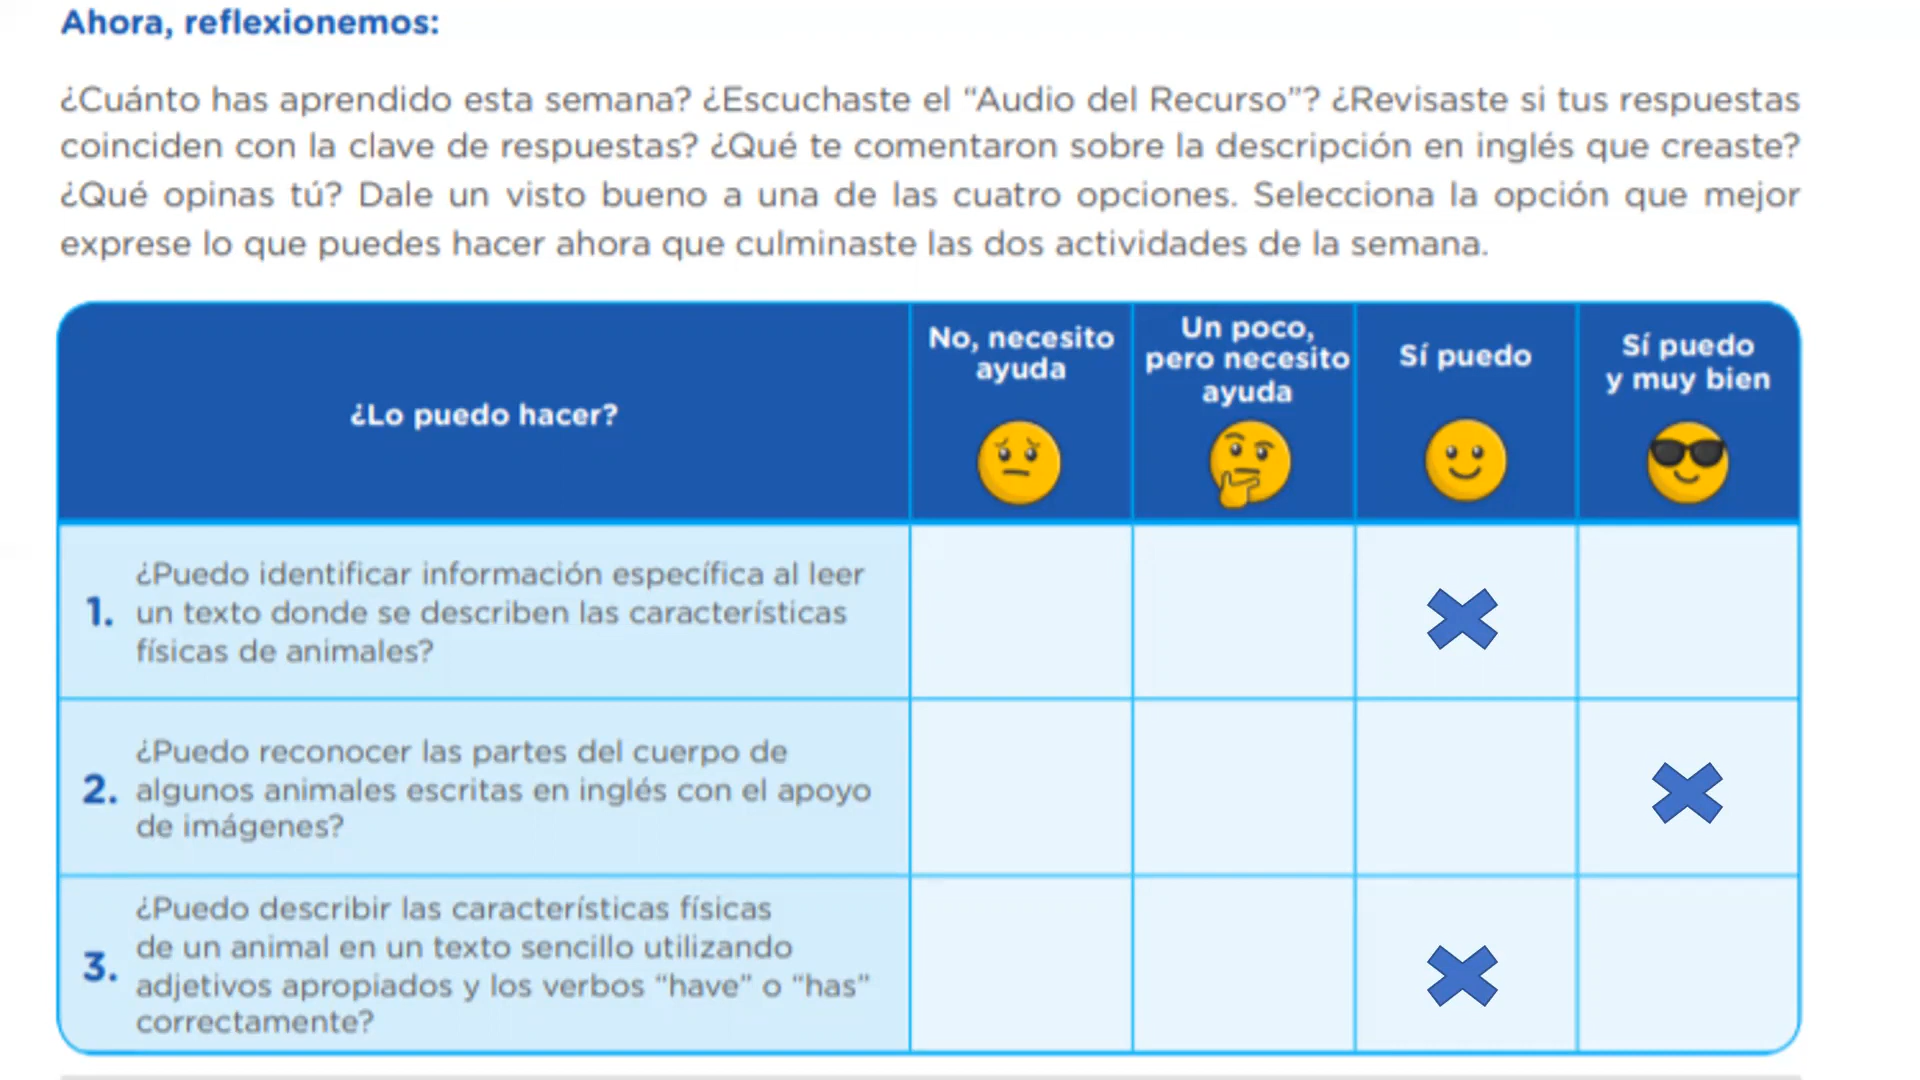 Ahora, reflexionemos:
¿Cuánto has aprendido esta semana? ¿Escuchaste el “Audio del Recurso”? ¿Revisaste si tus respuestas
coinciden con la clave de respuestas? ¿Qué te comentaron sobre la descripción en inglés que creaste?
¿Qué opinas tú? Dale un visto bueno a una de las cuatro opciones. Selecciona la opción que mejor
exprese lo que puedes hacer ahora que culminaste las dos actividades de la semana.
¿Lo puedo hacer?
No, necesito
ayuda
Un poco,
pero necesito
ayuda
Sí puedo
Sí puedo
y muy bien
1.
¿Puedo identificar información específica al leer
un texto donde se describen las características
físicas de animales?
2.
¿Puedo reconocer las partes del cuerpo de
algunos animales escritas en inglés con el apoyo
de imágenes?
3.
¿Puedo describir las características físicas
de un animal en un texto sencillo utilizando
adjetivos apropiados y los verbos “have” o “has”
correctamente?